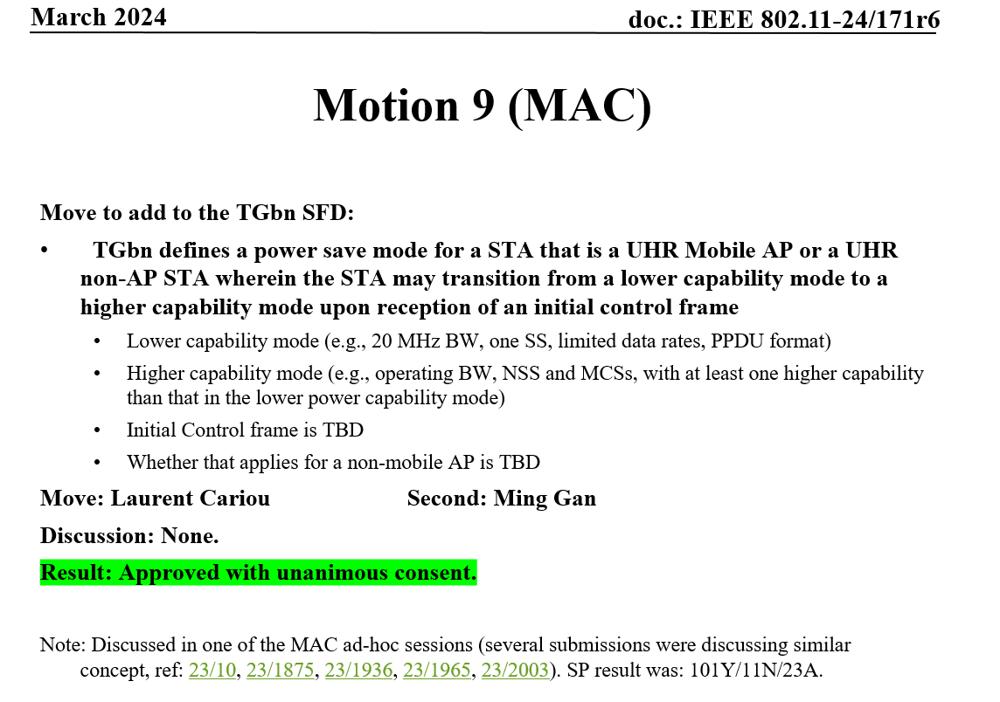 March 2024 doc.: IEEE 802.11-24/171r6
Motion 9 (MAC)
Move to add to the TGbn SFD:
• TGbn defines a power save mode for a STA that is a UHR Mobile AP or a UHR
non-AP STA wherein the STA may transition from a lower capability mode to a
higher capability mode upon reception of an initial control frame
• Lower capability mode (e.g., 20 MHz BW, one SS, limited data rates, PPDU format)
• Higher capability mode (e.g., operating BW, NSS and MCSs, with at least one higher capability
than that in the lower power capability mode)
• Initial Control frame is TBD
• Whether that applies for a non-mobile AP is TBD
Move: Laurent Cariou Second: Ming Gan
Discussion: None.
Result: Approved with unanimous consent.
Note: Discussed in one of the MAC ad-hoc sessions (several submissions were discussing similar
concept, ref: 23/10, 23/1875, 23/1936, 23/1965, 23/2003). SP result was: 101Y/11N/23A.